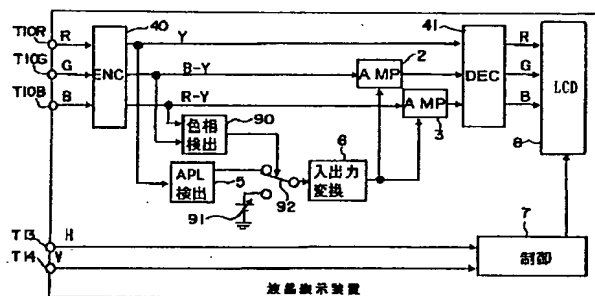 40
41
T10R
R
Y
R
T10G
G
ENC
B-Y
AMP
2
DEC
G
LCD
T10B
B
R-Y
AMP
3
B
8
色相
検出
90
APL
検出
5
92
入出力
変換
6
91
7
T13
H
制御
T14
V
液晶表示装置